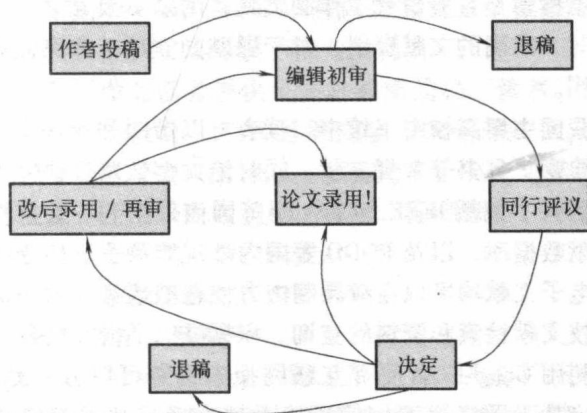 作者投稿
退稿
编辑初审
改后录用／再审
论文录用！
同行评议
退稿
决定